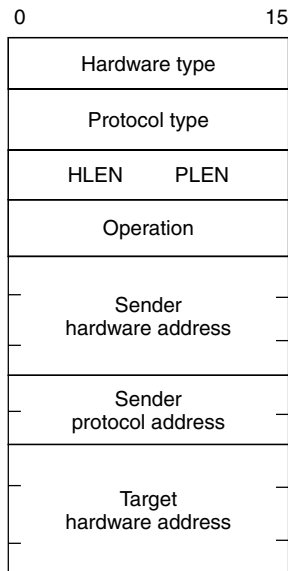 0 15
Hardware type
Protocol type
HLEN PLEN
Operation
Sender
hardware address
Sender
protocol address
Target
hardware address